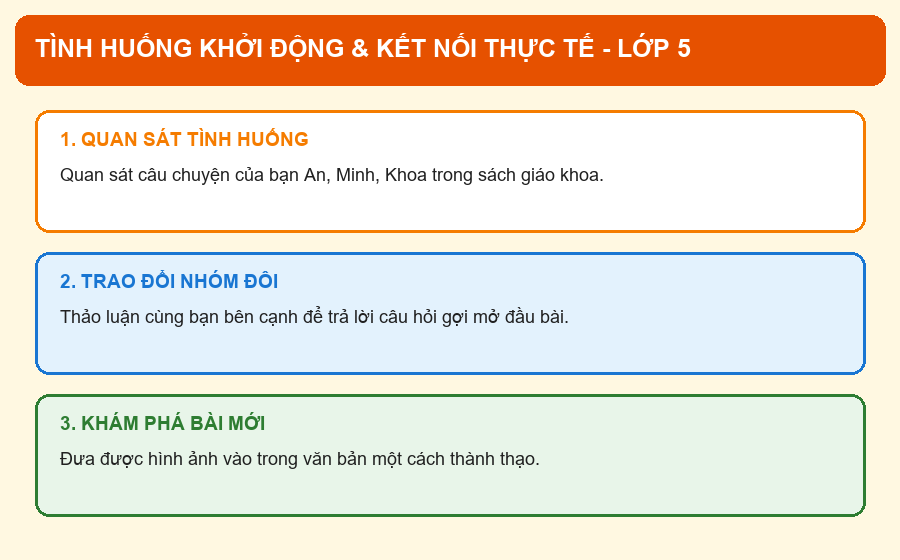 TÌNH HUỐNG KHỞI ĐỘNG & KẾT NỐI THỰC TẾ - LỚP 5
1. QUAN SÁT TÌNH HUỐNG
Quan sát câu chuyện của bạn An, Minh, Khoa trong sách giáo khoa.
2. TRAO ĐỔI NHÓM ĐÔI
Thảo luận cùng bạn bên cạnh để trả lời câu hỏi gợi mở đầu bài.
3. KHÁM PHÁ BÀI MỚI
Đưa được hình ảnh vào trong văn bản một cách thành thạo.